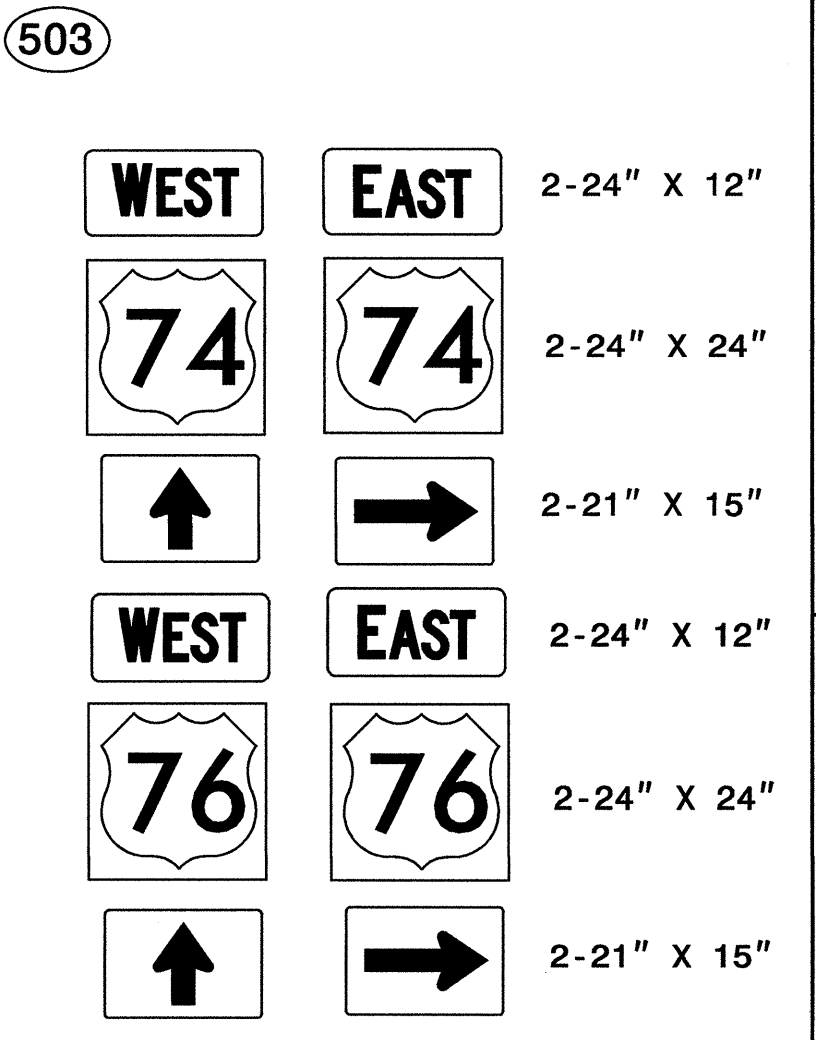 503
WEST EAST 2-24" X 12"
74 74 2-24" X 24"
2-21" X 15"
WEST EAST 2-24" X 12"
76 76 2-24" X 24"
2-21" X 15"